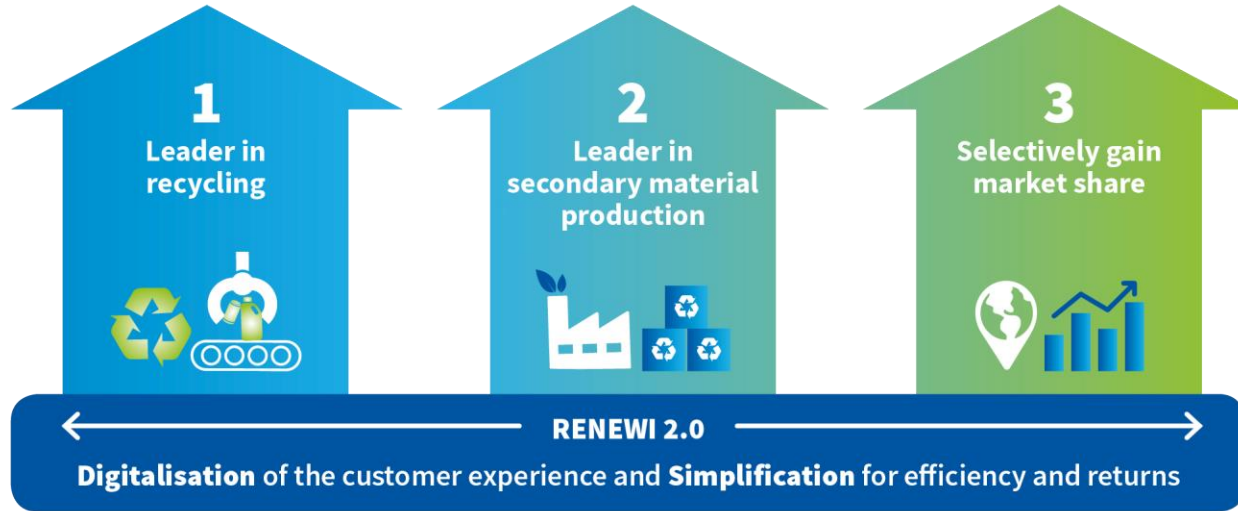 1
Leader in
recycling
2
Leader in
secondary material
production
3
Selectively gain
market share
RENEWI 2.0
Digitalisation of the customer experience and Simplification for efficiency and returns